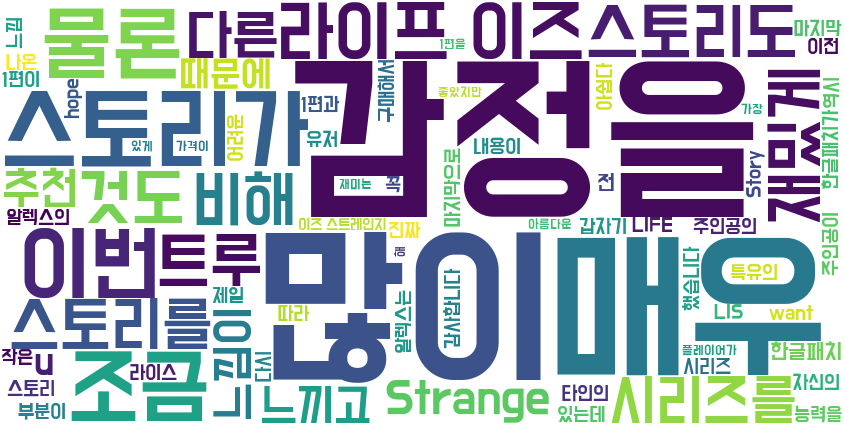 느낌
물론
다른
라이프
이즈
스토리도
마지막
이전
나온
1편이
때문에
hope
1편과
구매해서
1편을
좋았지만
아쉽다
가장
재밌게
한글패치가
역시
스토리가
감정을
어려운
있게
가격이
유저
내용이
추천
것도
비해
재미는
꼭
마지막으로
전
Story
알렉스의
이즈 스트레인지
진짜
아름다운
갑자기
LIFE
주인공의
주인공이
이번
트루
많이
매우
해
감사합니다
했습니다
특유의
스토리를
느낌이
제일
따라
알렉스는
LIS
want
작은
u
조금
라이스
다시
플레이어가
시리즈
한글패치
스토리
부분이
느끼고
Strange
타인의
있는데
시리즈를
자신의
능력을